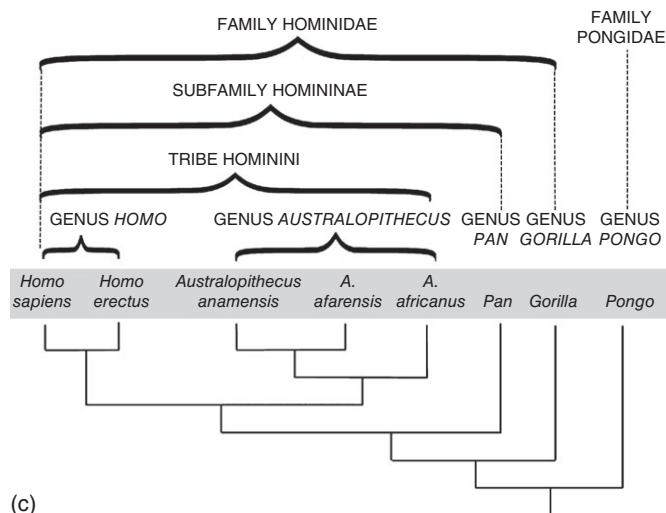 FAMILY HOMINIDAE
FAMILY
PONGIDAE
SUBFAMILY HOMININAE
TRIBE HOMININI
GENUS HOMO
GENUS AUSTRALOPITHECUS
GENUS
PAN
GENUS
GORILLA
GENUS
PONGO
Homo
sapiens
Homo
erectus
Australopithecus
anamensis
A.
afarensis
A.
africanus
Pan
Gorilla
Pongo
(c)